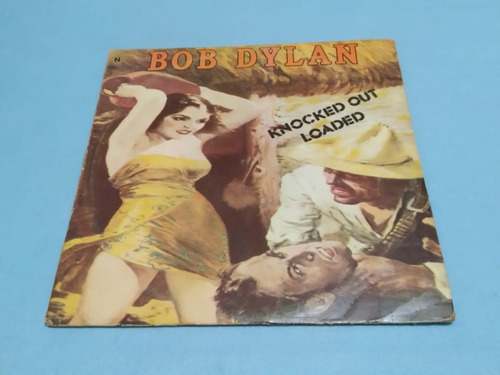 N
BOB DYLAN
KNOCKED OUT
LOADED